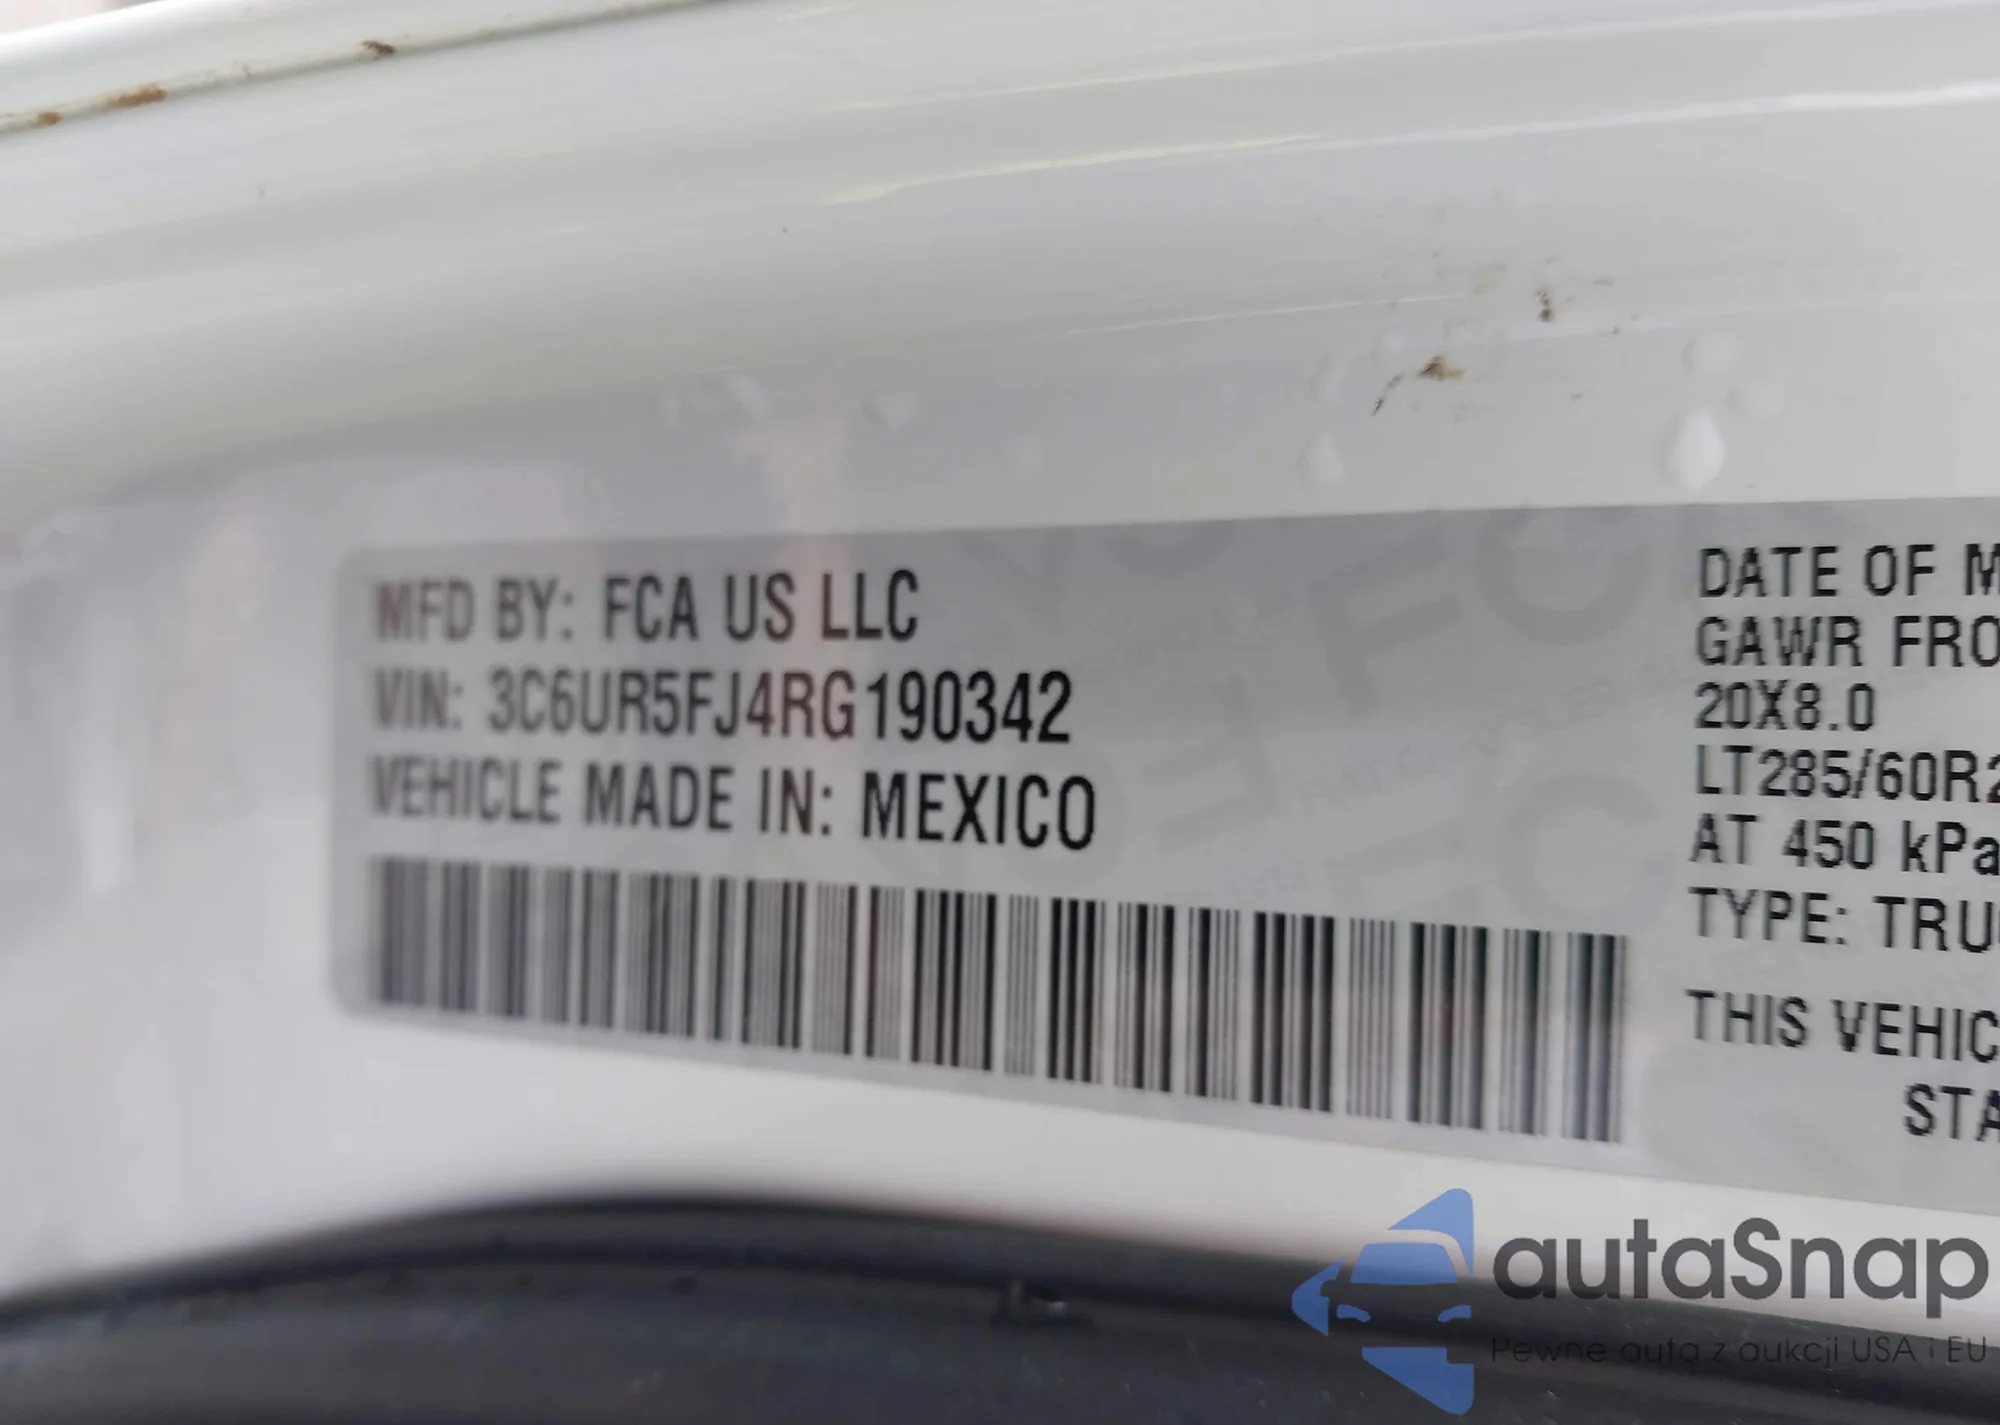 MFD BY: FCA US LLC
VIN: 3C6UR5FJ4RG190342
VEHICLE MADE IN: MEXICO
DATE OF M
GAWR FRO
20X8.0
LT285/60R2
AT 450 kPa
TYPE: TRUC
THIS VEHIC
STA
autaSnap
Pewne auta z aukcji USA i EU